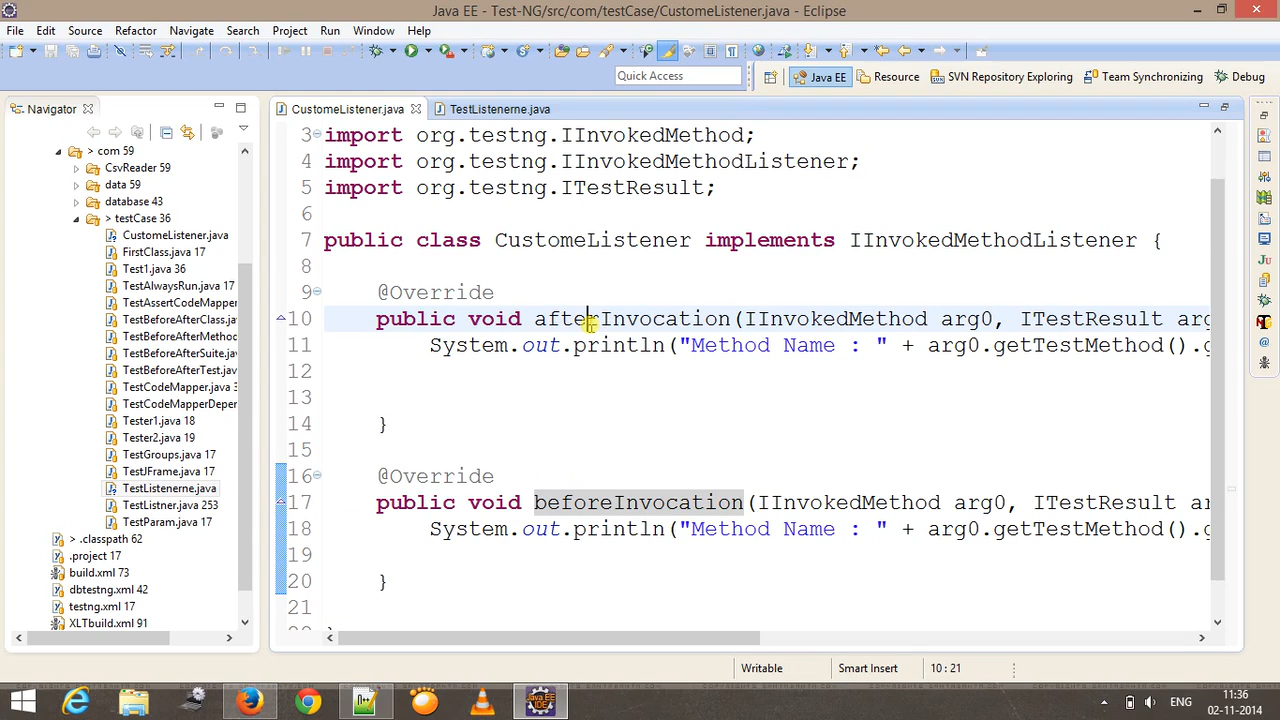 Java EE - Test-NG/src/com/testCase/CustomeListener.java - Eclipse
File Edit Source Refactor Navigate Search Project Run Window Help
Quick Access
Java EE Resource SVN Repository Exploring Team Synchronizing Debug
Navigator
CustomeListener.java TestListenerne.java
> com 59
CsvReader 59
data 59
database 43
> testCase 36
CustomeListener.java
FirstClass.java 17
Test1.java 36
TestAlwaysRun.java 17
TestAssertCodeMapper
TestBeforeAfterClass.ja
TestBeforeAfterMethod
TestBeforeAfterSuite.ja
TestBeforeAfterTest.jav
TestCodeMapper.java 3
TestCodeMapperDeper
Tester1.java 18
Tester2.java 19
TestGroups.java 17
TestJFrame.java 17
TestListenerne.java
TestListner.java 253
TestParam.java 17
> .classpath 62
.project 17
build.xml 73
dbtestng.xml 42
testng.xml 17
XLTbuild.xml 91
3 import org.testng.IInvokedMethod;
4 import org.testng.IInvokedMethodListener;
5 import org.testng.ITestResult;
6
7 public class CustomeListener implements IInvokedMethodListener {
8
9 @Override
10 public void afterInvocation(IInvokedMethod arg0, ITestResult arg
11 System.out.println("Method Name : " + arg0.getTestMethod().g
12
13
14 }
15
16 @Override
17 public void beforeInvocation(IInvokedMethod arg0, ITestResult ar
18 System.out.println("Method Name : " + arg0.getTestMethod().g
19
20 }
21
Writable Smart Insert 10 : 21
ENG
11:36
02-11-2014